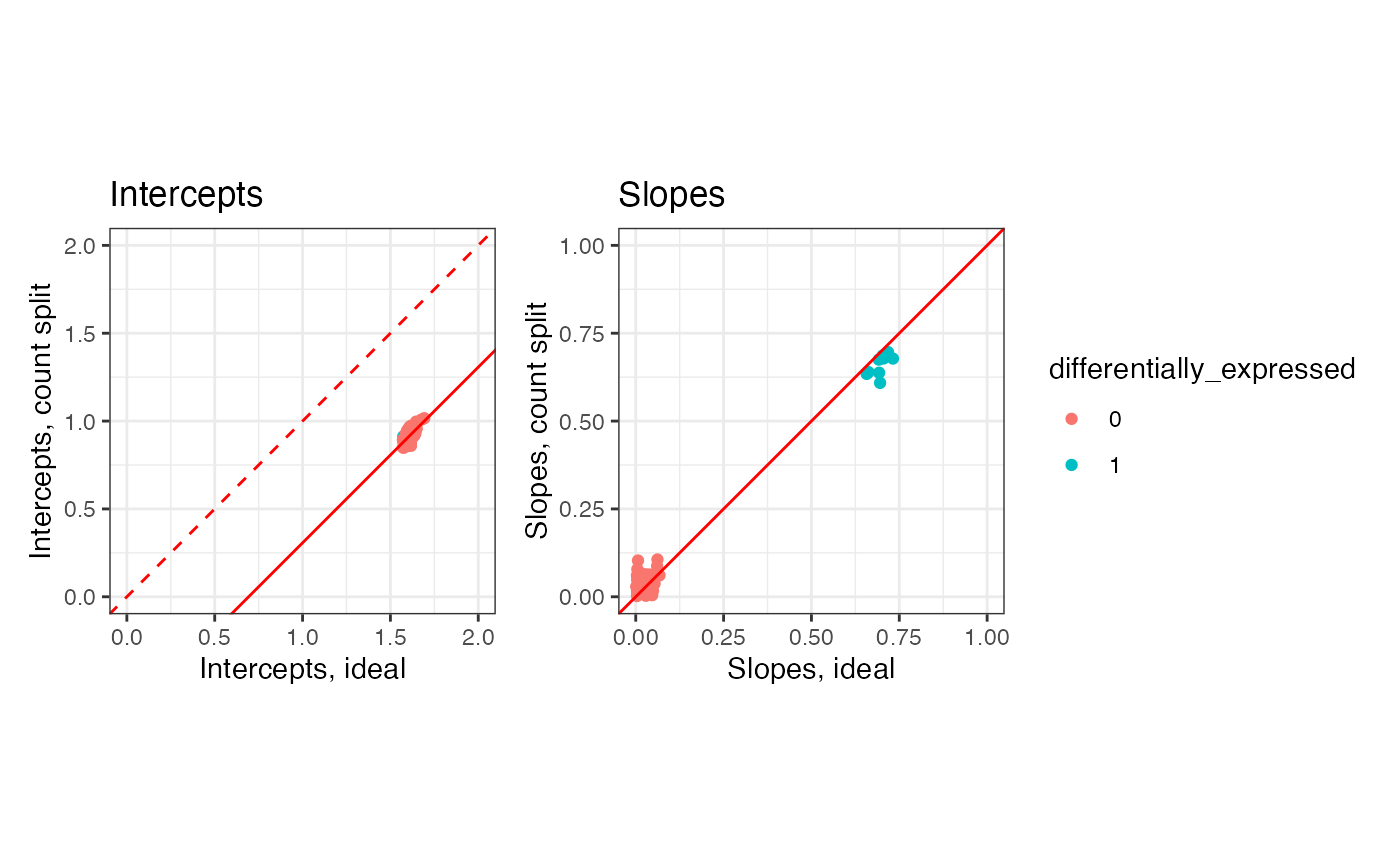 Intercepts
Intercepts, count split
2.0
1.5
1.0
0.5
0.0
0.0 0.5 1.0 1.5 2.0
Intercepts, ideal
Slopes
Slopes, count split
1.00
0.75
0.50
0.25
0.00
0.00 0.25 0.50 0.75 1.00
Slopes, ideal
differentially_expressed
0
1